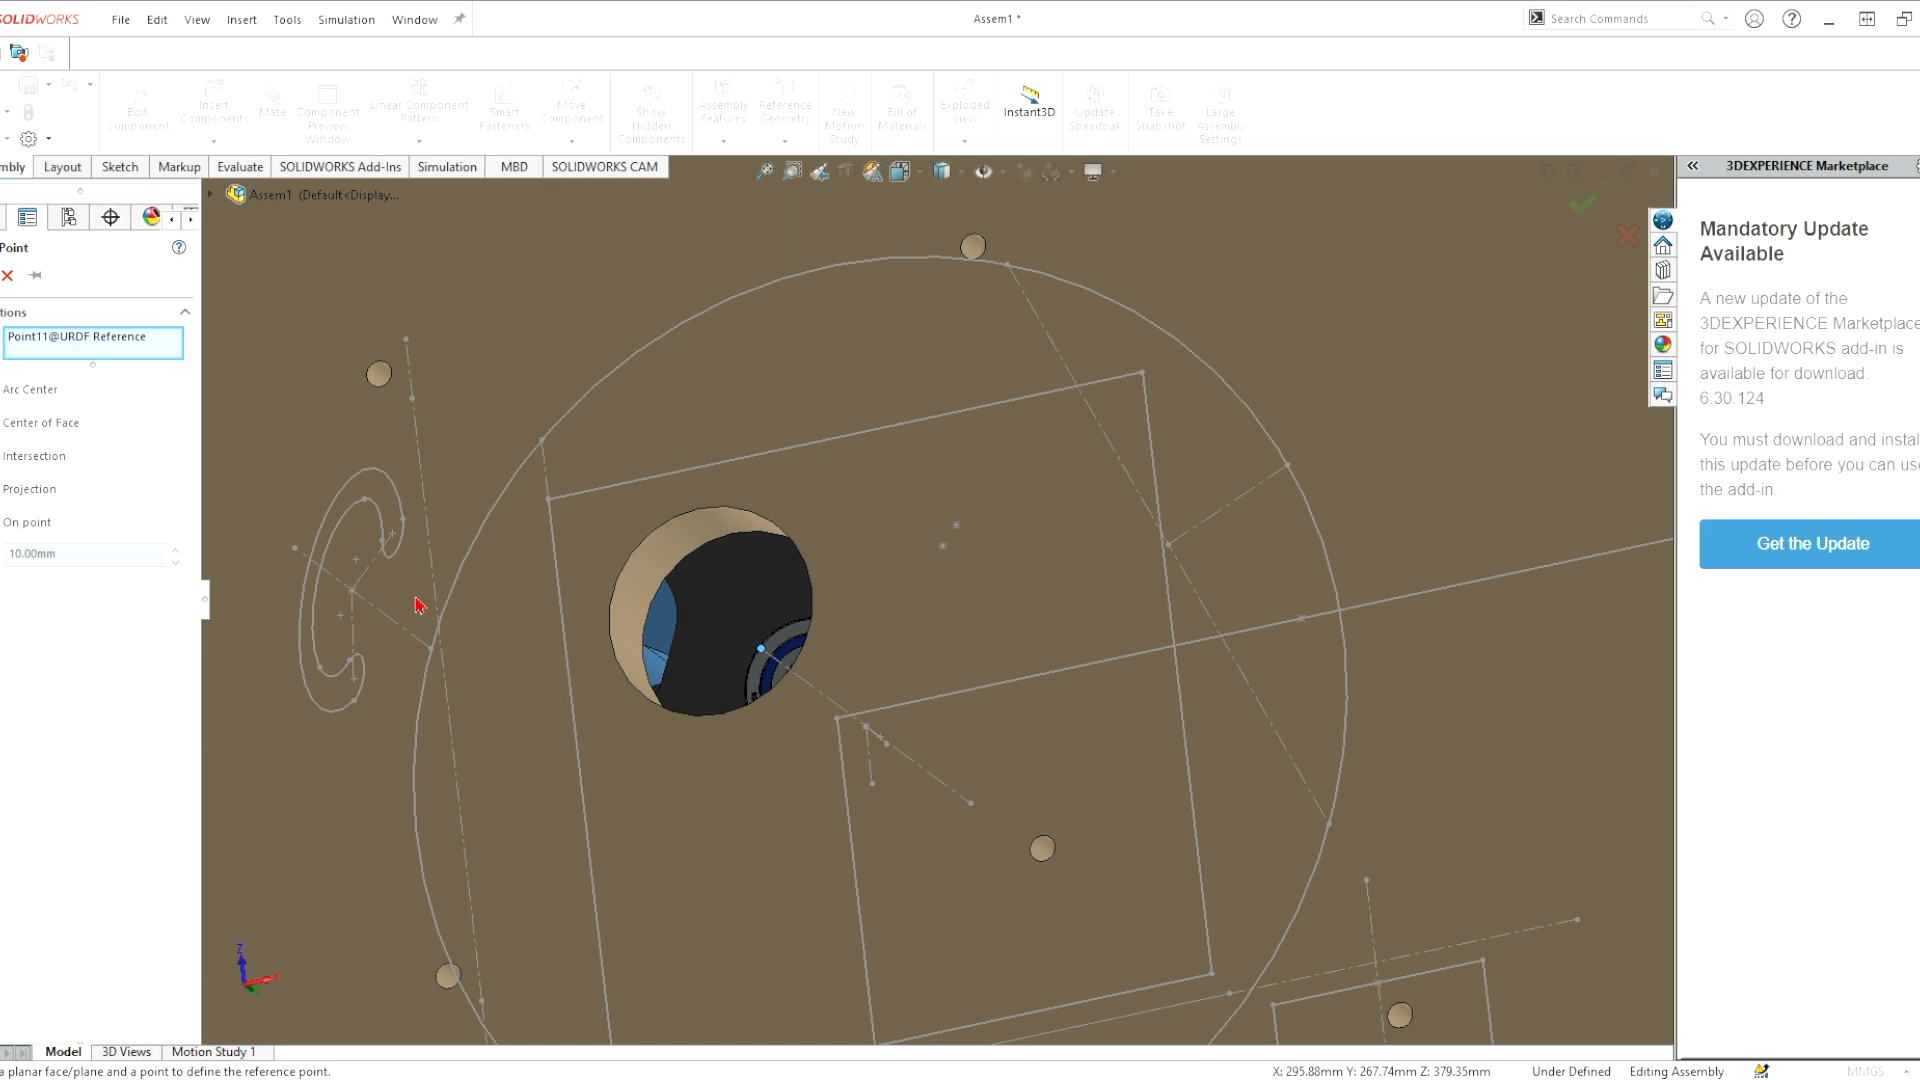 SOLIDWORKS File Edit View Insert Tools Simulation Window Assem1 * Search Commands
Edit Component
Insert Components
Mate
Component Preview Window
Linear Component Pattern
Smart Fasteners
Move Component
Show Hidden Components
Assembly Features
Reference Geometry
New Motion Study
Bill of Materials
Exploded View
Instant3D
Update Speedpak
Take Snapshot
Large Assembly Settings
mbly Layout Sketch Markup Evaluate SOLIDWORKS Add-Ins Simulation MBD SOLIDWORKS CAM
3DEXPERIENCE Marketplace
Assem1 (Default<Display...
Point
tions
Point11@URDF Reference
Arc Center
Center of Face
Intersection
Projection
On point
10.00mm
Mandatory Update
Available
A new update of the
3DEXPERIENCE Marketplace
for SOLIDWORKS add-in is
available for download:
6.30.124
You must download and instal
this update before you can us
the add-in.
Get the Update
Z
X
Model 3D Views Motion Study 1
a planar face/plane and a point to define the reference point.
X: 295.88mm Y: 267.74mm Z: 379.35mm Under Defined Editing Assembly MMGS